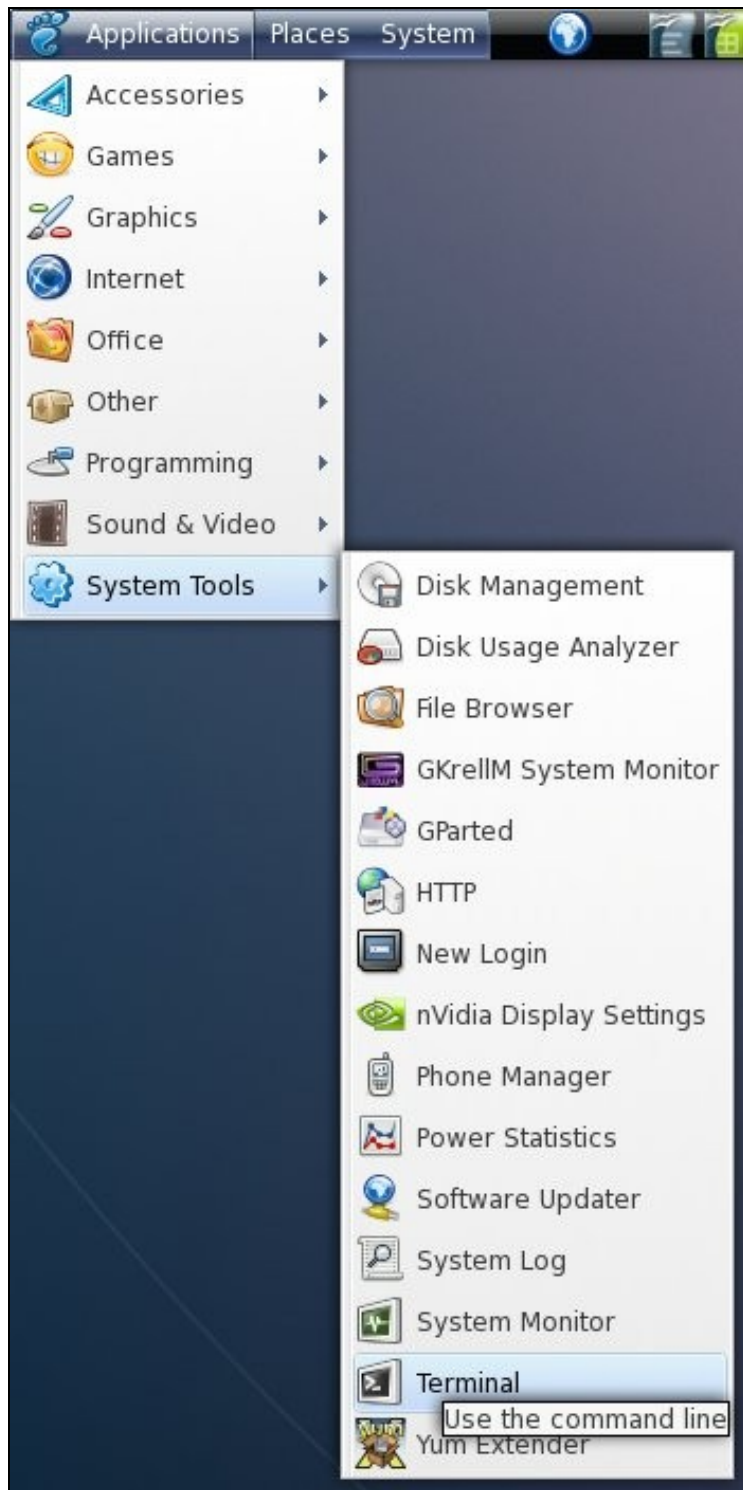 Applications Places System
Accessories
Games
Graphics
Internet
Office
Other
Programming
Sound & Video
System Tools
Disk Management
Disk Usage Analyzer
File Browser
GKrellM System Monitor
GParted
HTTP
New Login
nVidia Display Settings
Phone Manager
Power Statistics
Software Updater
System Log
System Monitor
Terminal
Use the command line
Yum Extender